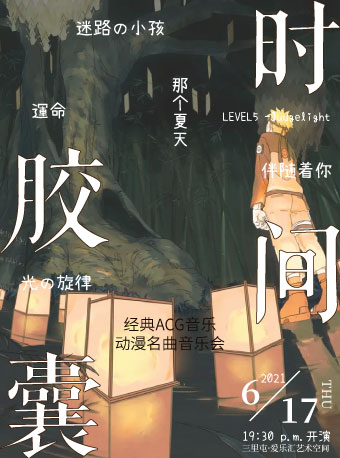 时间
胶囊
迷路の小孩
那个夏天
運命
LEVEL5 -Judgelight
伴随着你
光の旋律
经典ACG音乐
动漫名曲音乐会
2021
6/17
THU
19:30 p.m.开演
三里屯·爱乐汇艺术空间